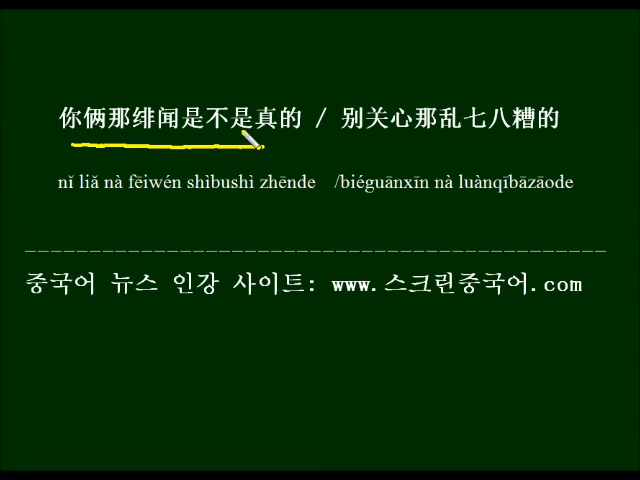 你俩那绯闻是不是真的 / 别关心那乱七八糟的
nǐ liǎ nà fēiwén shìbushì zhēnde /biéguānxīn nà luànqībāzāode
중국어 뉴스 인강 사이트: www.스크린중국어.com